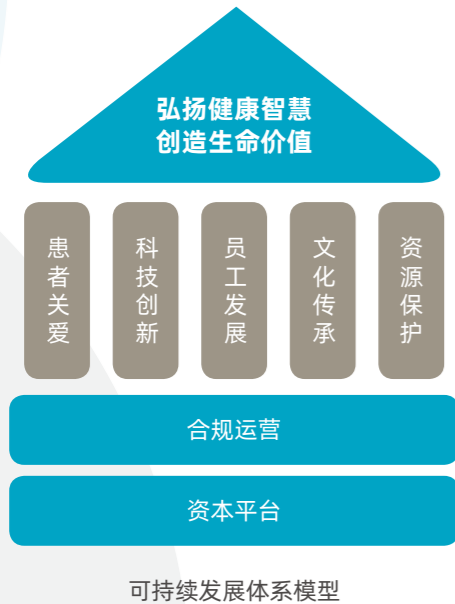 弘扬健康智慧
创造生命价值
患者关爱
科技创新
员工发展
文化传承
资源保护
合规运营
资本平台
可持续发展体系模型